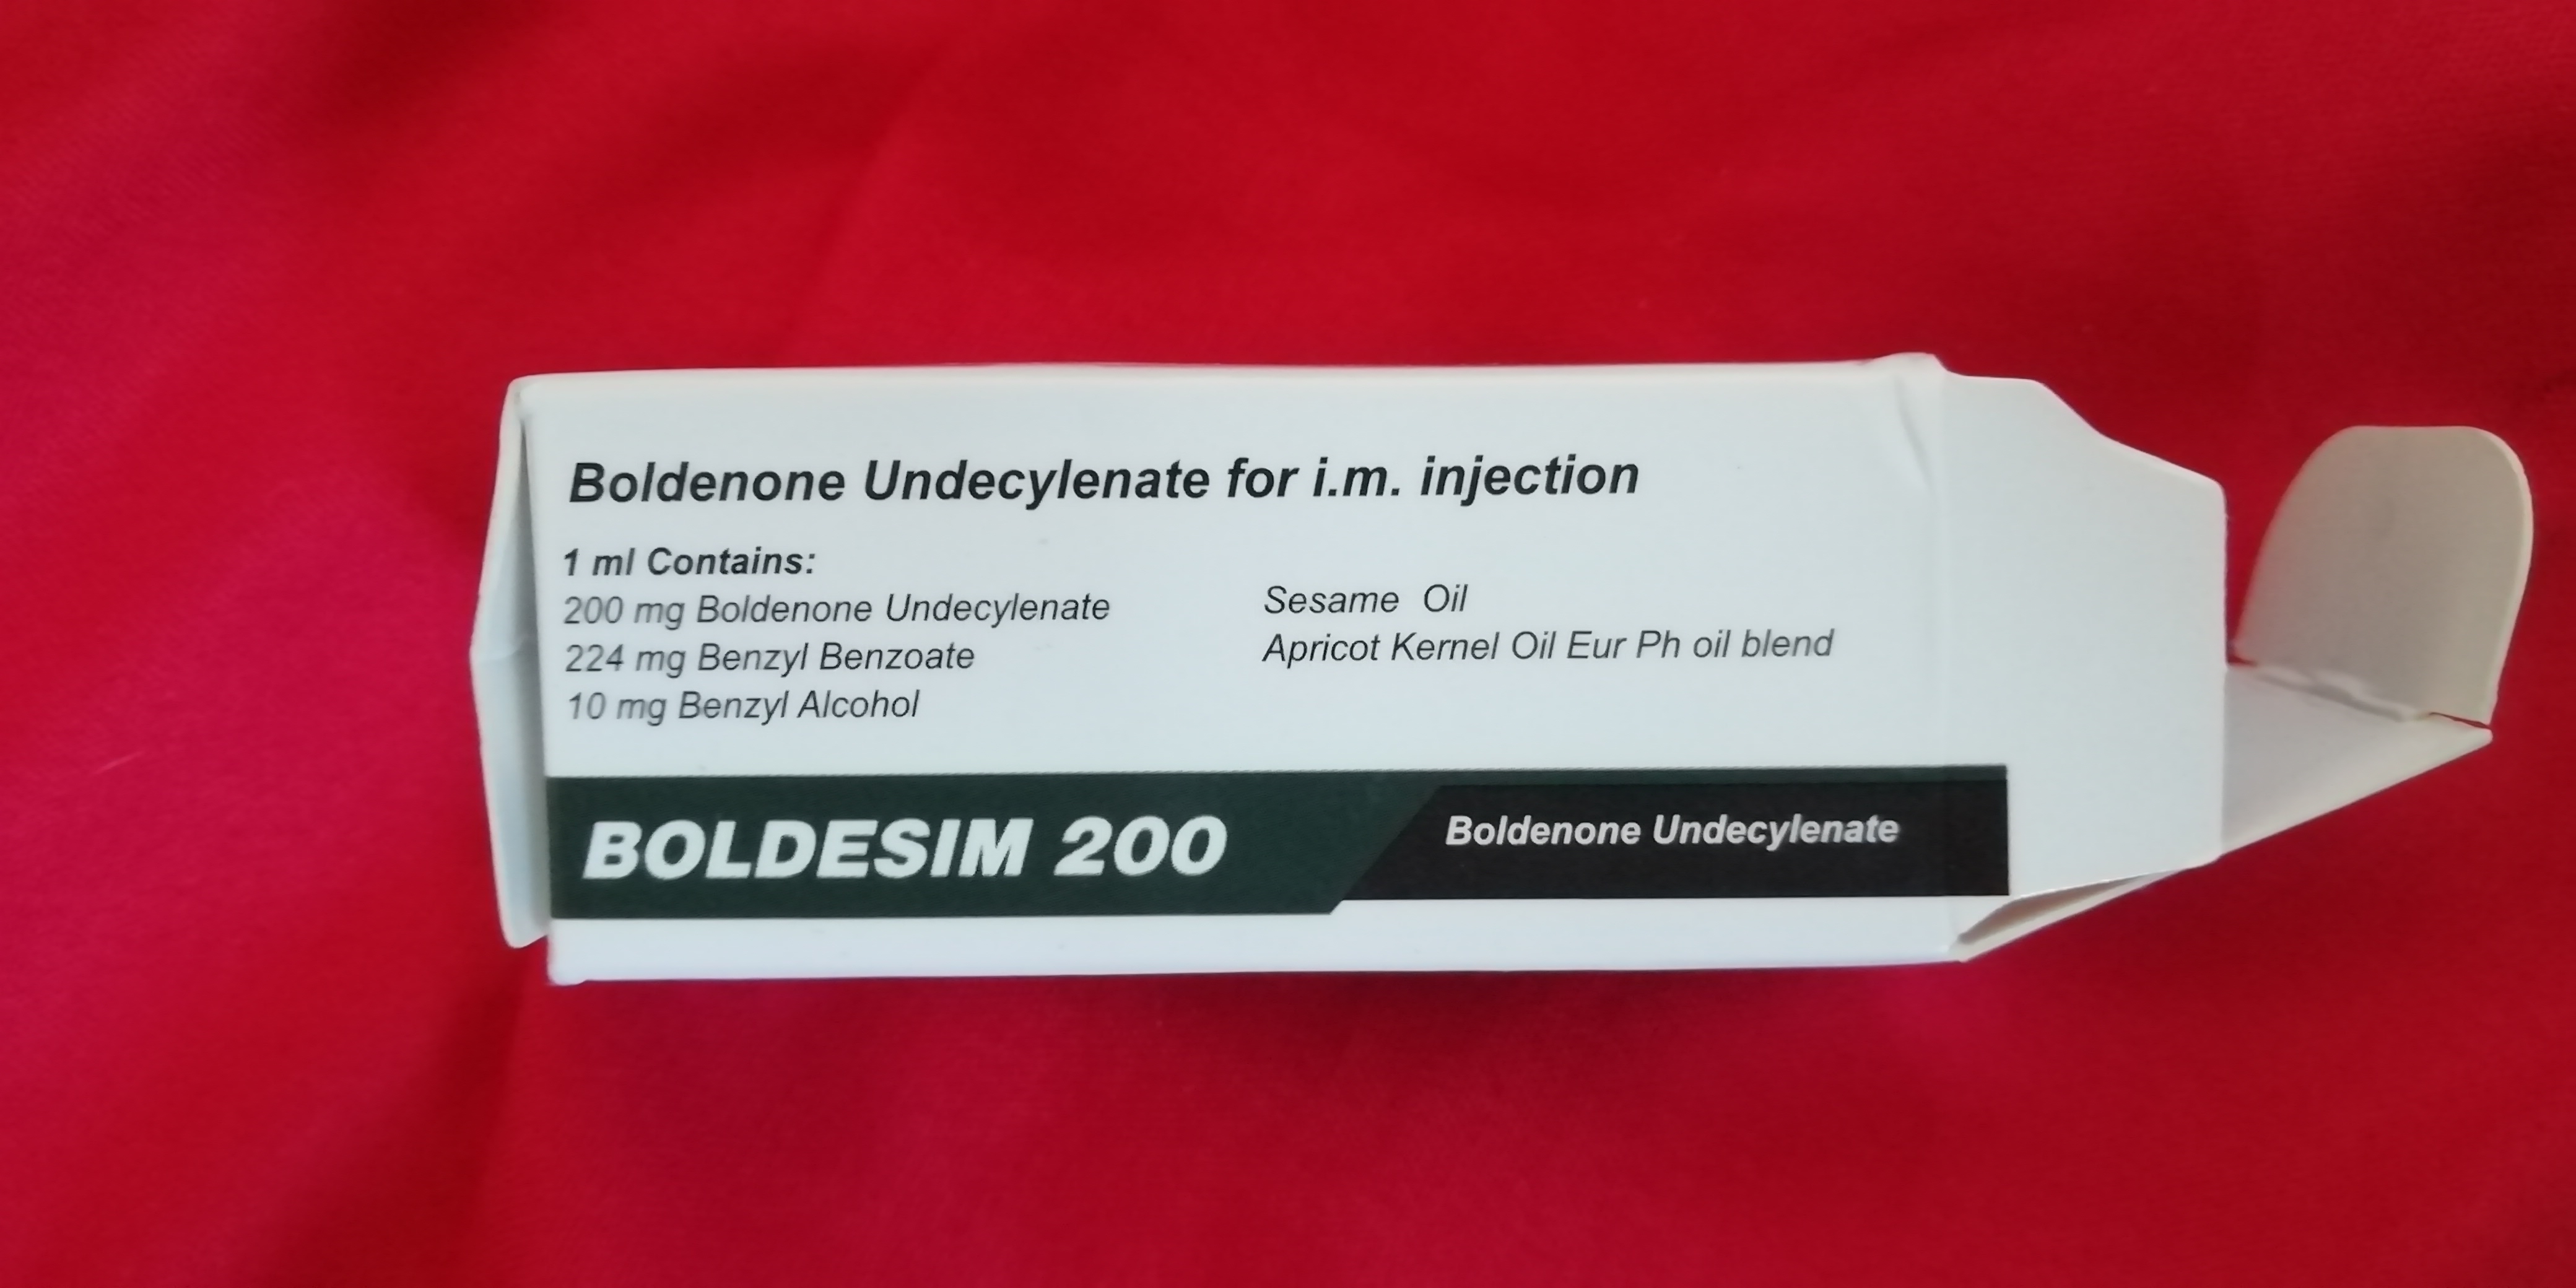 Boldenone Undecylenate for i.m. injection
1 ml Contains:
200 mg Boldenone Undecylenate
224 mg Benzyl Benzoate
10 mg Benzyl Alcohol
Sesame Oil
Apricot Kernel Oil Eur Ph oil blend
BOLDESIM 200
Boldenone Undecylenate